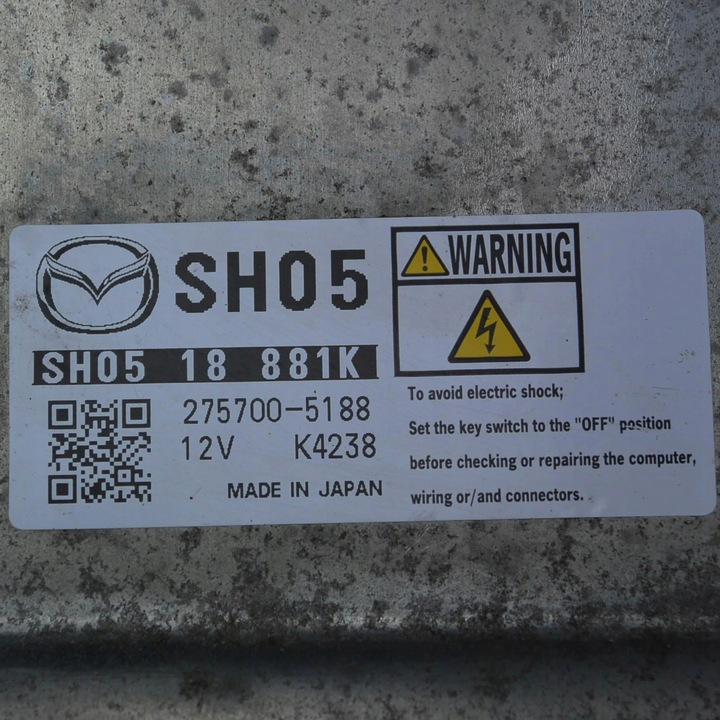 SH05
SH05 18 881K
275700-5188
12V K4238
MADE IN JAPAN
WARNING
To avoid electric shock;
Set the key switch to the "OFF" position
before checking or repairing the computer,
wiring or/and connectors.